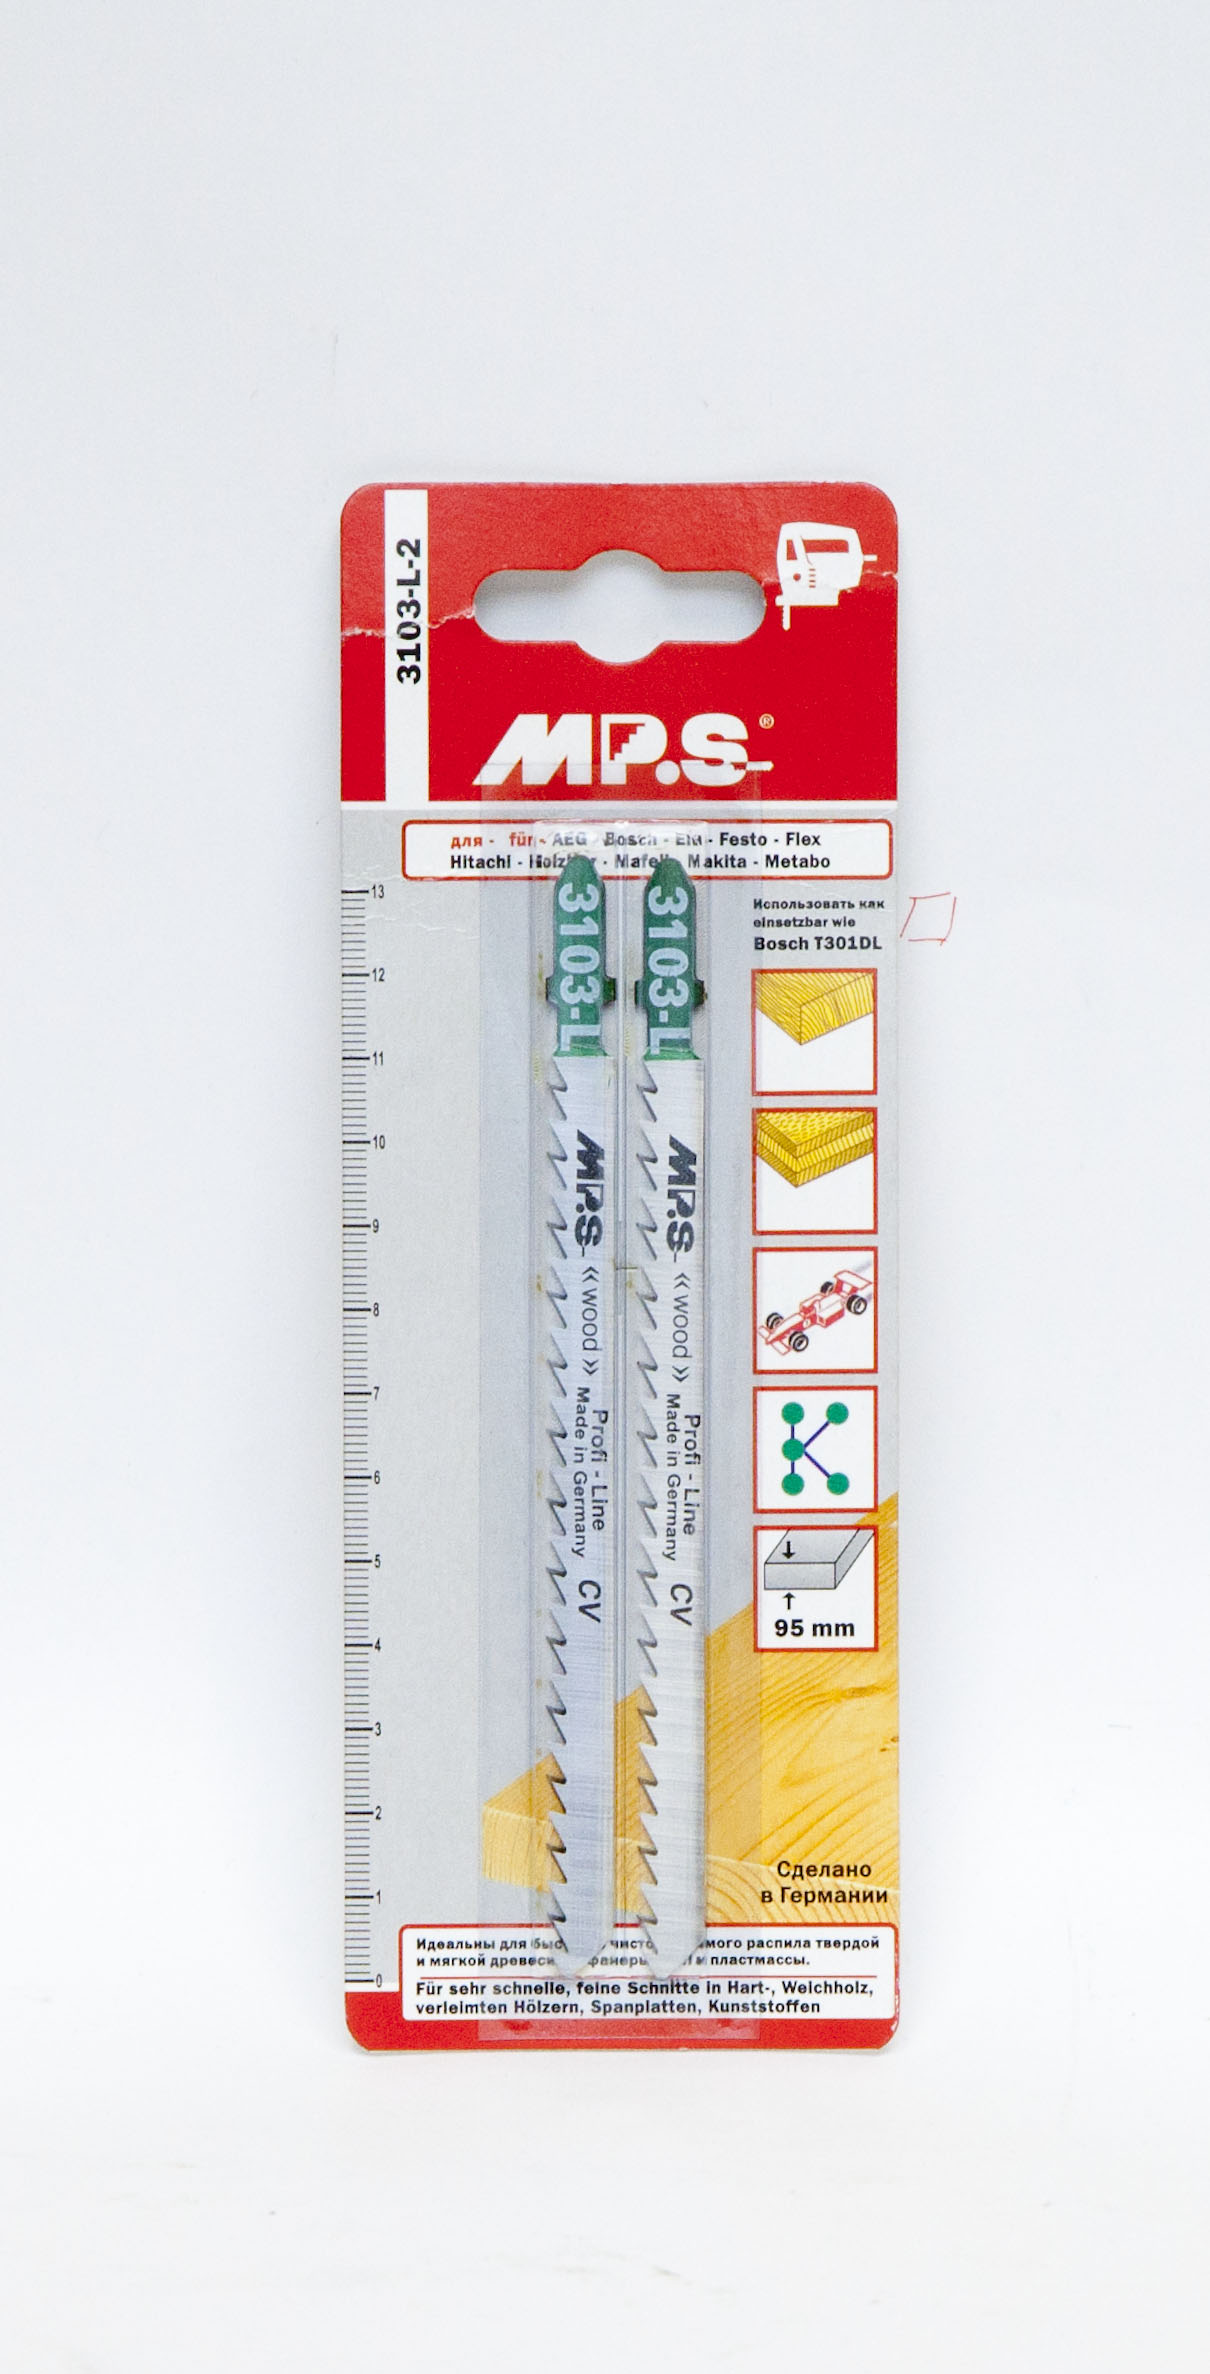 3103-L-2
MP.S®
для - für - AEG - Bosch - Elu - Festo - Flex
Hitachi - - Mafell - Makita - Metabo
13
12
11
10
9
8
7
6
5
4
3
2
1
0
3103-L
MP.S
«wood»
Profi - Line
Made in Germany
CV
3103-L
MP.S
«wood»
Profi - Line
Made in Germany
CV
Использовать как
einsetzbar wie
Bosch T301DL
95 mm
Сделано
в Германии
Идеальны для распила твердой
и мягкой пластмассы.
Für sehr schnelle, feine Schnitte in Hart-, Weichholz,
verleimten Hölzern, Spanplatten, Kunststoffen